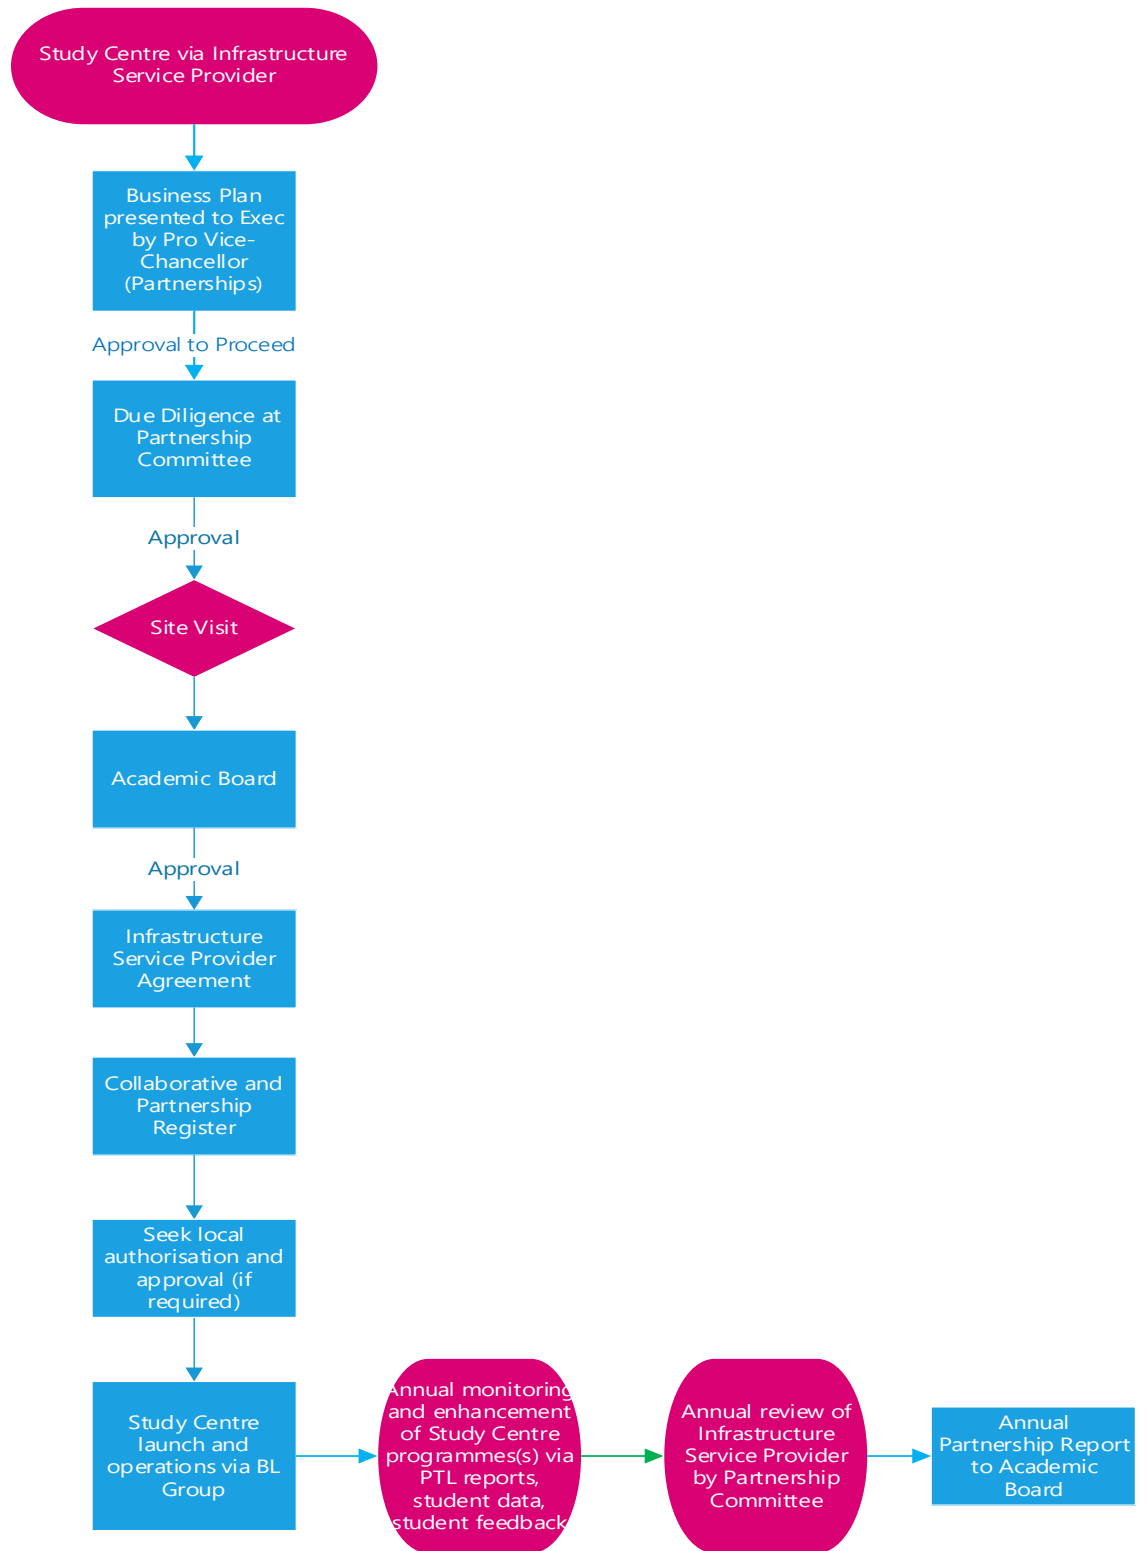 Study Centre via Infrastructure
Service Provider
Business Plan
presented to Exec
by Pro Vice-
Chancellor
(Partnerships)
Approval to Proceed
Due Diligence at
Partnership
Committee
Approval
Site Visit
Academic Board
Approval
Infrastructure
Service Provider
Agreement
Collaborative and
Partnership
Register
Seek local
authorisation and
approval (if
required)
Study Centre
launch and
operations via BL
Group
Annual monitoring
and enhancement
of Study Centre
programmes(s) via
PTL reports,
student data,
student feedback
Annual review of
Infrastructure
Service Provider
by Partnership
Committee
Annual
Partnership Report
to Academic
Board